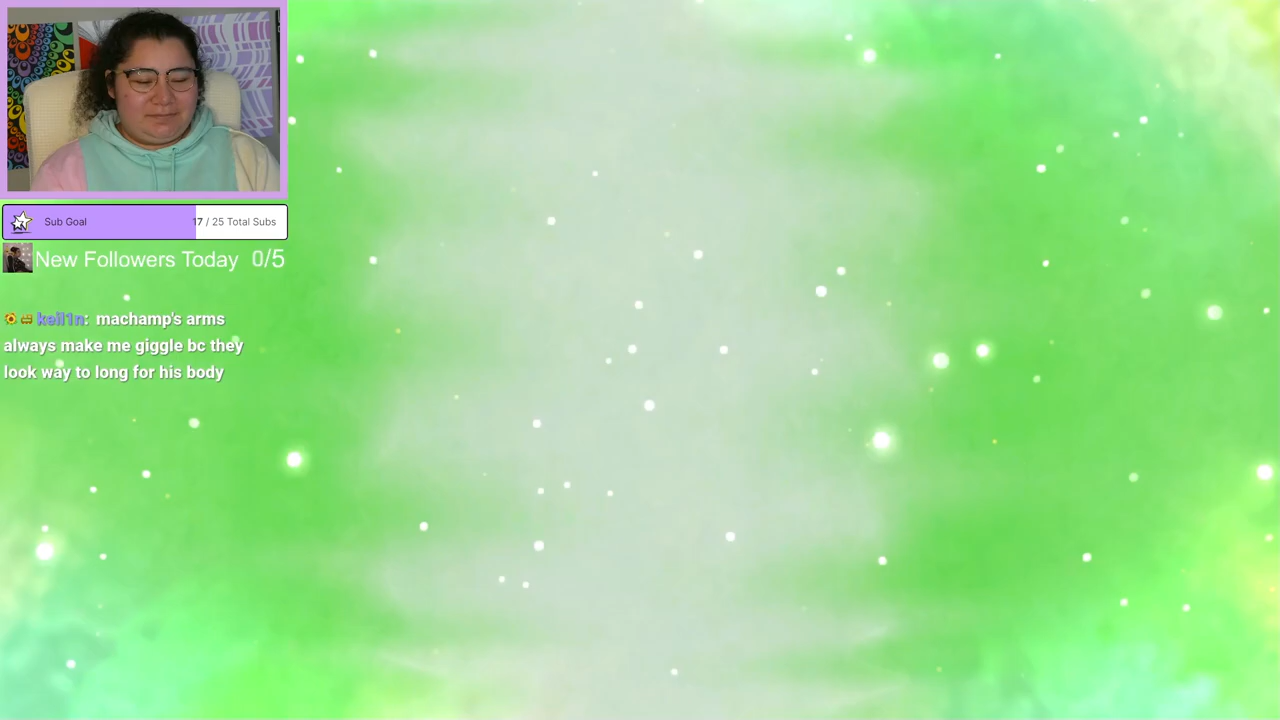 Sub Goal 17 / 25 Total Subs
New Followers Today 0/5
keil1n: machamp's arms
always make me giggle bc they
look way to long for his body